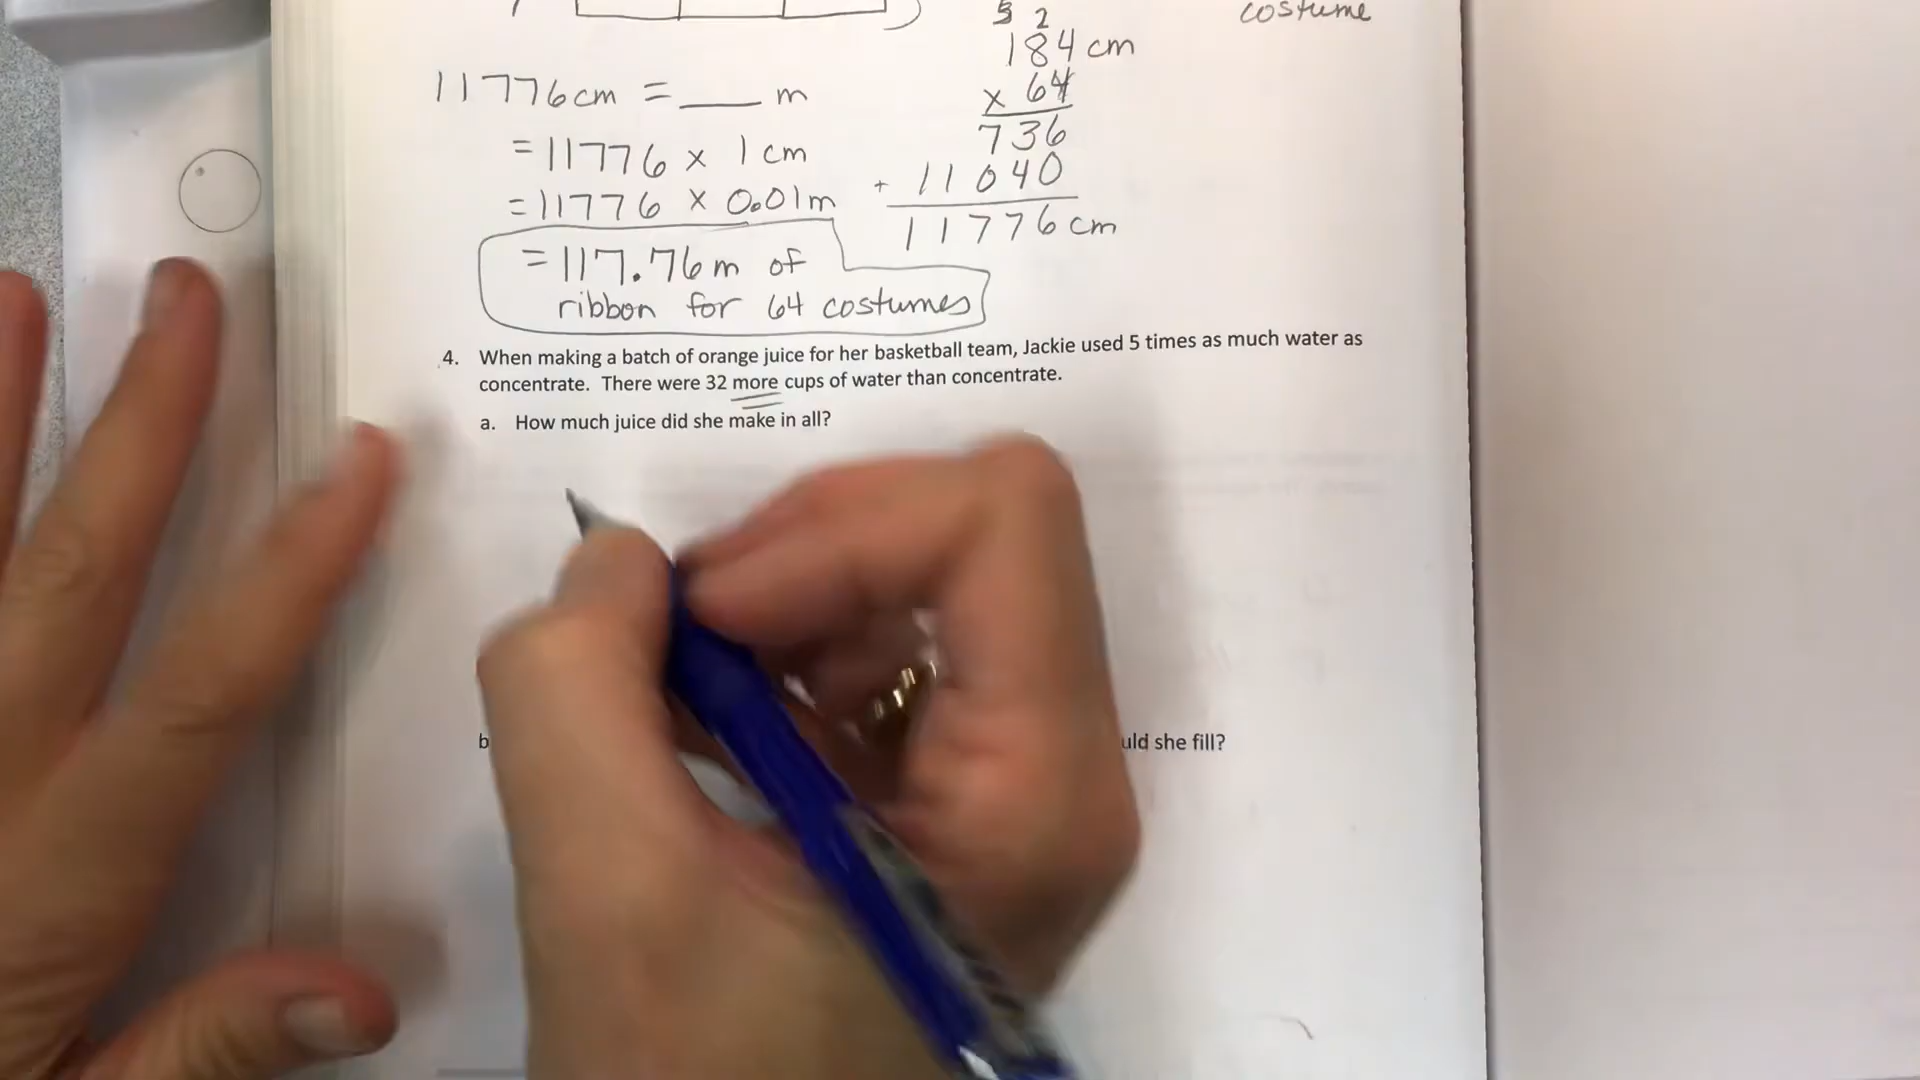 costume
3 2
184 cm
x 64
736
+ 11040
11776 cm
11776cm = ___ m
= 11776 x 1 cm
= 11776 x 0.01m
= 117.76 m of
ribbon for 64 costumes
4. When making a batch of orange juice for her basketball team, Jackie used 5 times as much water as
concentrate. There were 32 more cups of water than concentrate.
a. How much juice did she make in all?
b she fill?